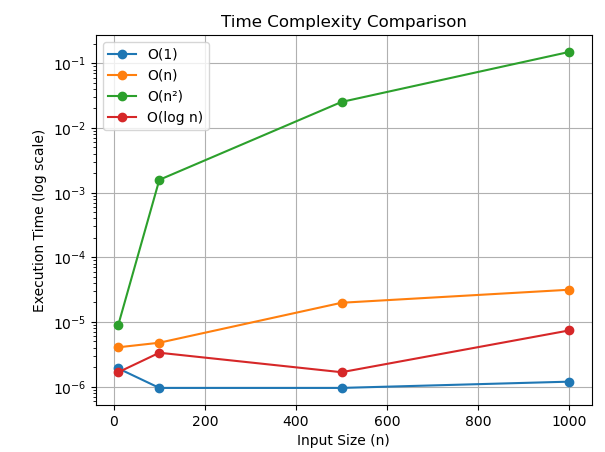 Time Complexity Comparison
O(1)
O(n)
O(n²)
O(log n)
Execution Time (log scale)
10⁻¹
10⁻²
10⁻³
10⁻⁴
10⁻⁵
10⁻⁶
0 200 400 600 800 1000
Input Size (n)